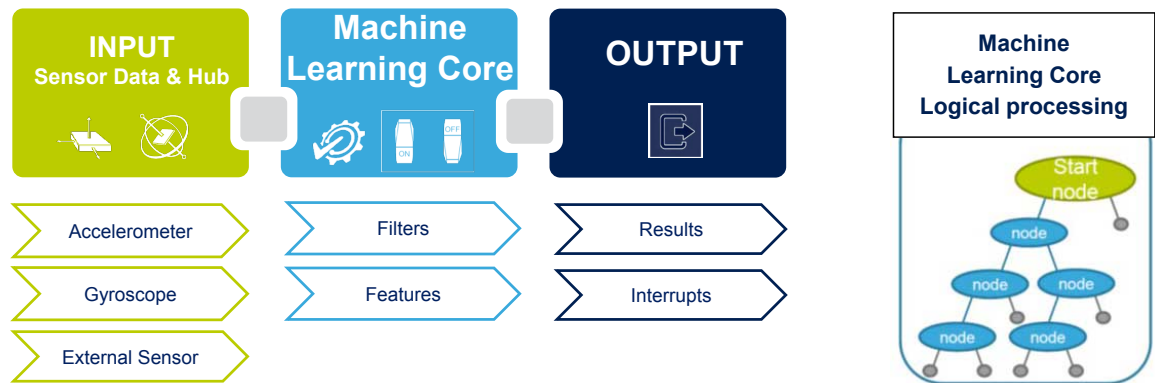 INPUT
Sensor Data & Hub
Machine
Learning Core
ON
OFF
OUTPUT
Accelerometer
Gyroscope
External Sensor
Filters
Features
Results
Interrupts
Machine
Learning Core
Logical processing
Start
node
node
node
node
node
node